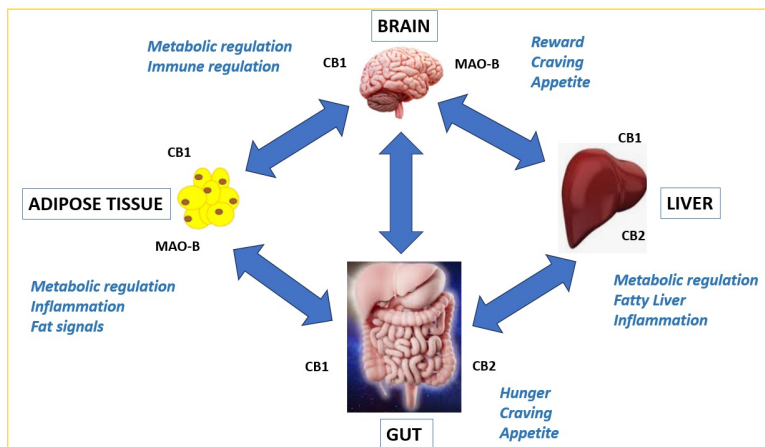 BRAIN
Metabolic regulation
Immune regulation
CB1
MAO-B
Reward
Craving
Appetite
CB1
ADIPOSE TISSUE
MAO-B
CB1
LIVER
CB2
Metabolic regulation
Inflammation
Fat signals
Metabolic regulation
Fatty Liver
Inflammation
CB1
CB2
Hunger
Craving
Appetite
GUT